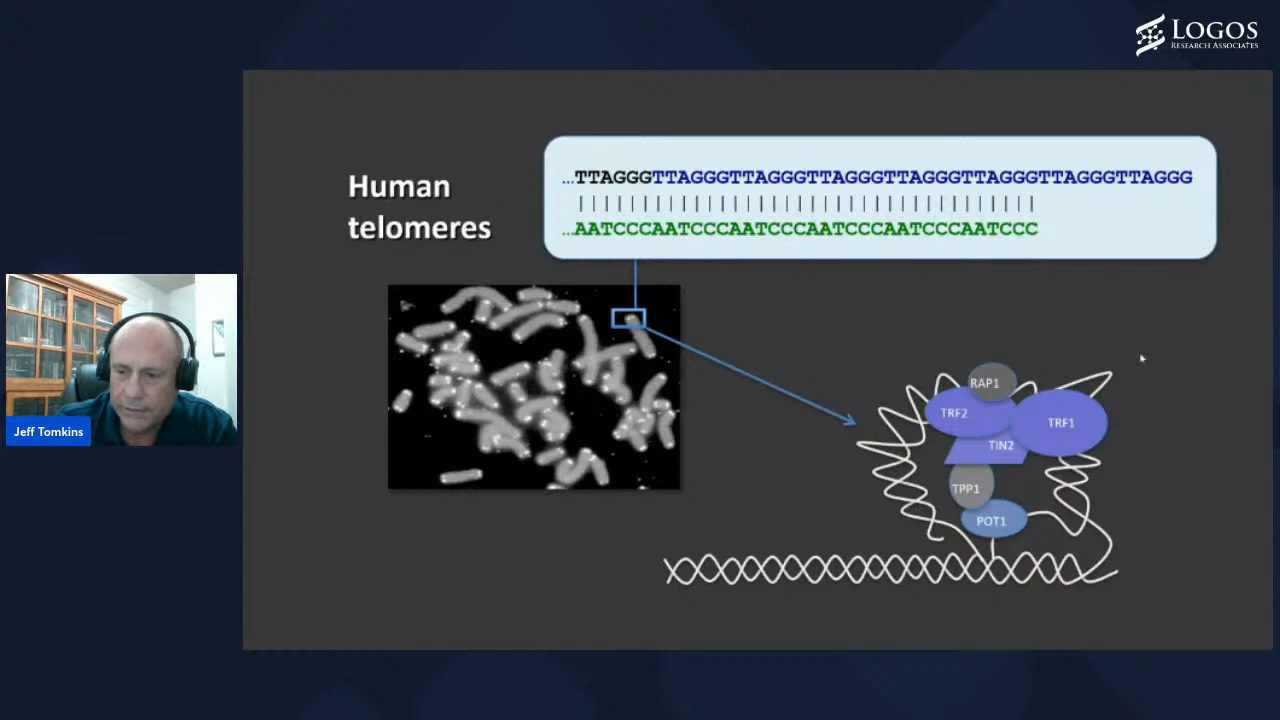 LOGOS
RESEARCH ASSOCIATES
Human
telomeres
...TTAGGGTTAGGGTTAGGGTTAGGGTTAGGGTTAGGGTTAGGGTTAGGG
...AATCCCAATCCCAATCCCAATCCCAATCCCAATCCC
RAP1
TRF2
TRF1
TIN2
TPP1
POT1
Jeff Tomkins